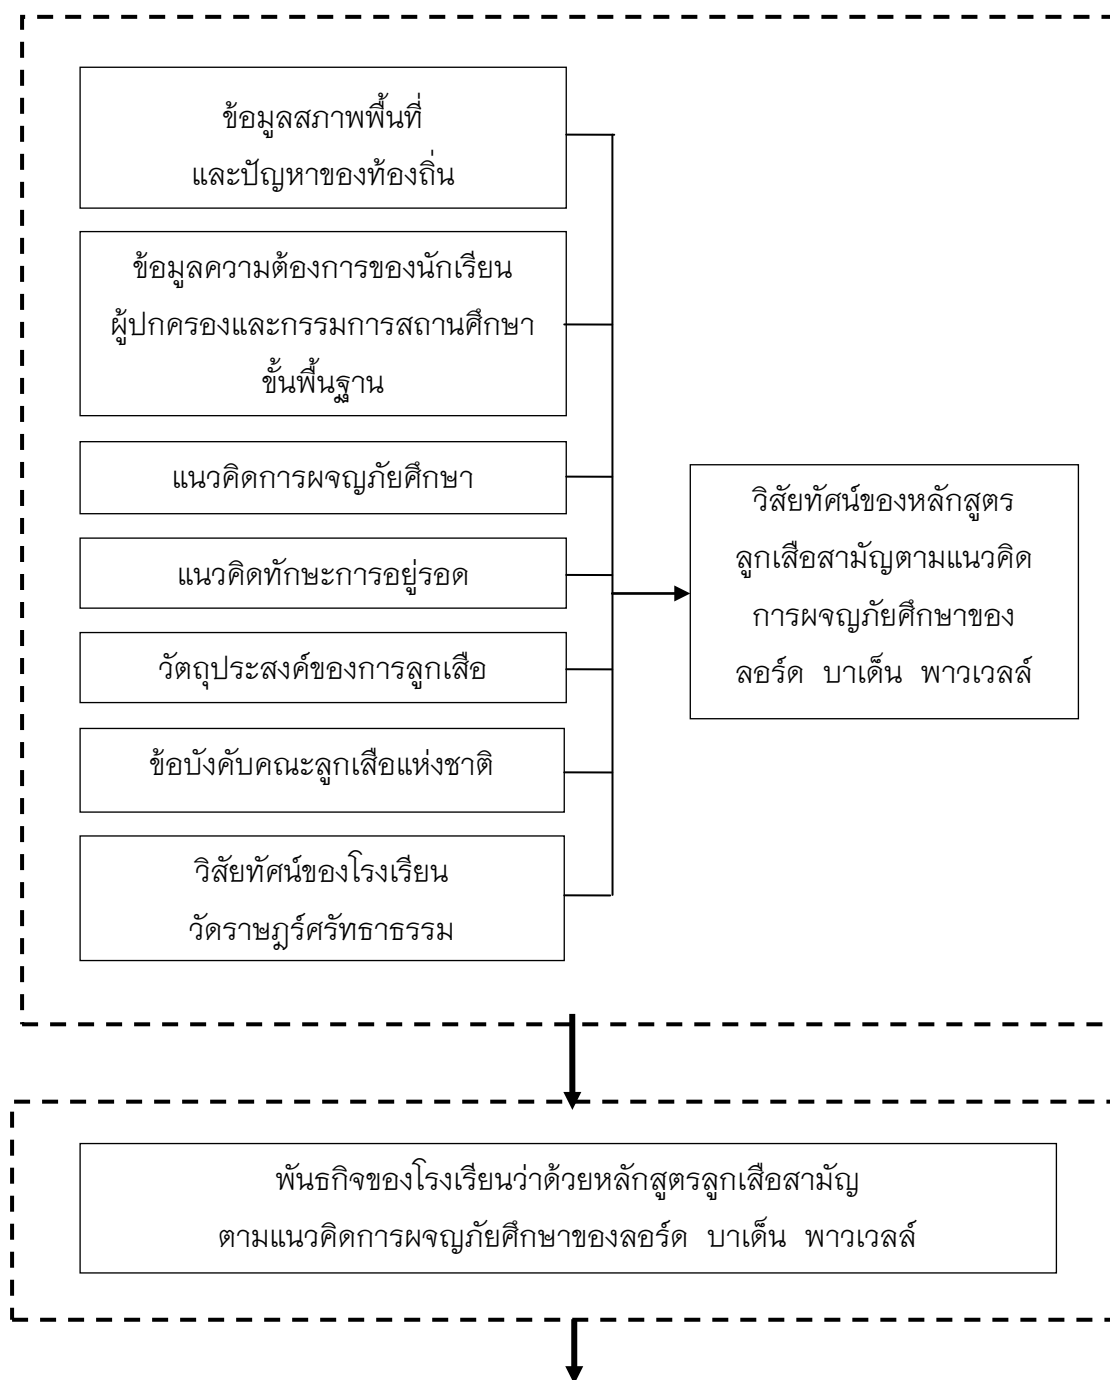 ข้อมูลสภาพพื้นที่
และปัญหาของท้องถิ่น
ข้อมูลความต้องการของนักเรียน
ผู้ปกครองและกรรมการสถานศึกษา
ขั้นพื้นฐาน
แนวคิดการผจญภัยศึกษา
แนวคิดทักษะการอยู่รอด
วัตถุประสงค์ของการลูกเสือ
ข้อบังคับคณะลูกเสือแห่งชาติ
วิสัยทัศน์ของโรงเรียน
วัดราษฎร์ศรัทธาธรรม
วิสัยทัศน์ของหลักสูตร
ลูกเสือสามัญตามแนวคิด
การผจญภัยศึกษาของ
ลอร์ด บาเด็น พาวเวลล์
พันธกิจของโรงเรียนว่าด้วยหลักสูตรลูกเสือสามัญ
ตามแนวคิดการผจญภัยศึกษาของลอร์ด บาเด็น พาวเวลล์